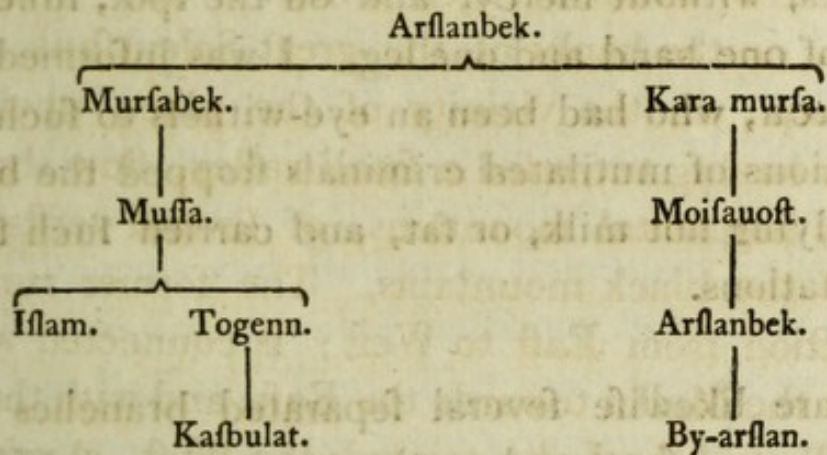 Arſlanbek.
Murſabek. Kara murſa.
Muſſa. Moiſauoſt.
Iſlam. Togenn. Arſlanbek.
Kaſbulat. By-arſlan.